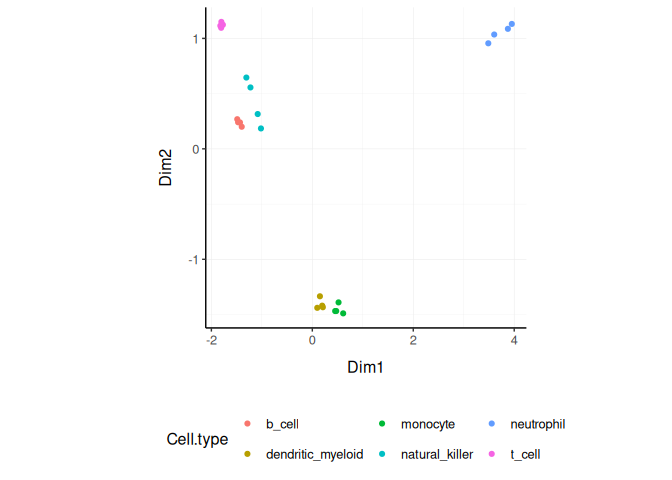 1
0
-1
Dim2
-2 0 2 4
Dim1
Cell.type
b_cell monocyte neutrophil
dendritic_myeloid natural_killer t_cell